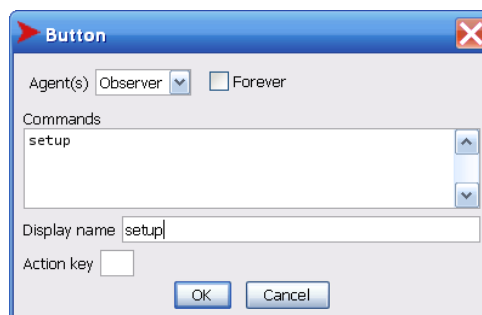 Button
Agent(s) Observer Forever
Commands
setup
Display name setup
Action key
OK Cancel